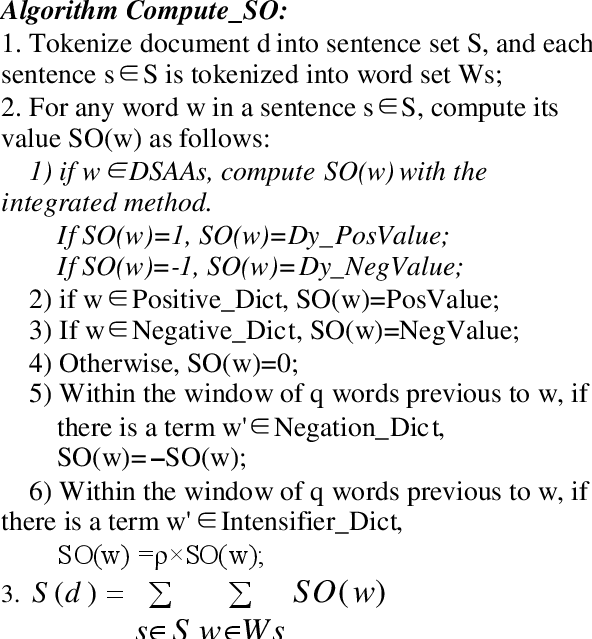 Algorithm Compute_SO:
1. Tokenize document d into sentence set S, and each
sentence s∈S is tokenized into word set Ws;
2. For any word w in a sentence s∈S, compute its
value SO(w) as follows:
1) if w∈DSAAs, compute SO(w) with the
integrated method.
If SO(w)=1, SO(w)=Dy_PosValue;
If SO(w)=-1, SO(w)=Dy_NegValue;
2) if w∈Positive_Dict, SO(w)=PosValue;
3) If w∈Negative_Dict, SO(w)=NegValue;
4) Otherwise, SO(w)=0;
5) Within the window of q words previous to w, if
there is a term w'∈Negation_Dict,
SO(w)=−SO(w);
6) Within the window of q words previous to w, if
there is a term w'∈Intensifier_Dict,
SO(w) =ρ×SO(w);
3. S(d) = ∑ ∑ SO(w)
s∈S w∈Ws